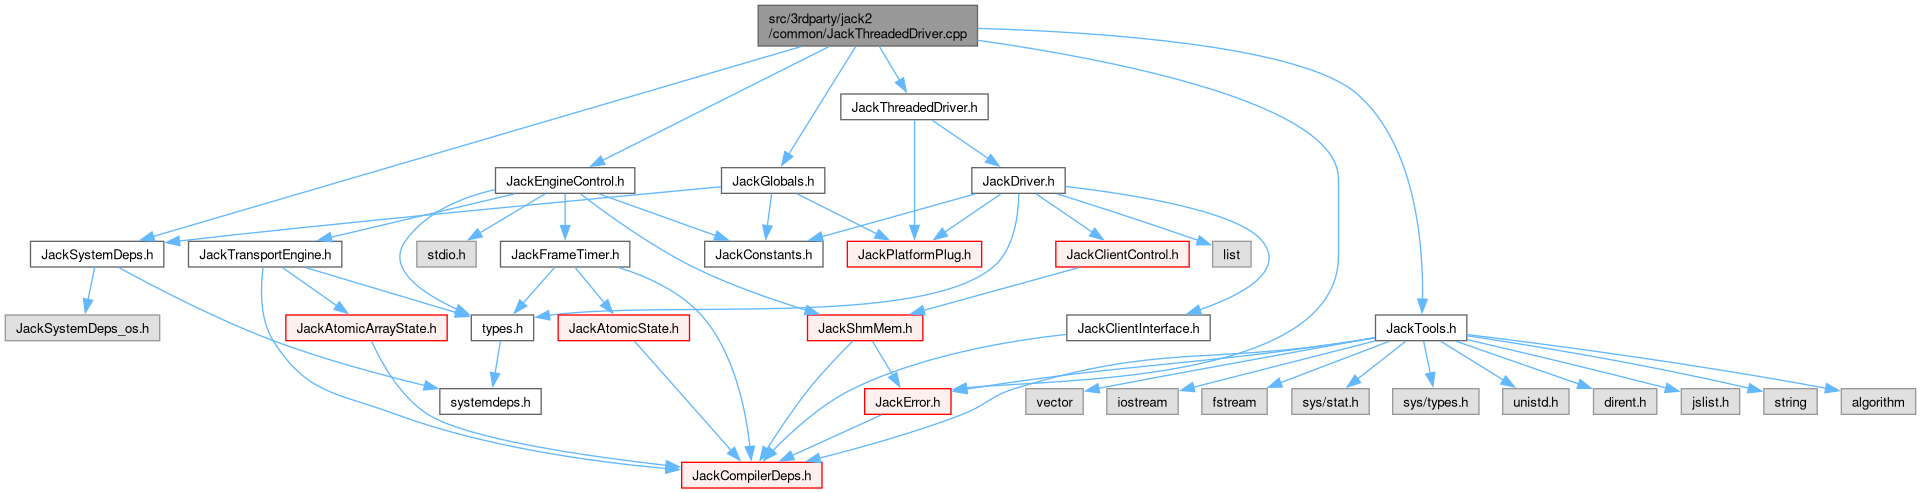 src/3rdparty/jack2
/common/JackThreadedDriver.cpp
JackThreadedDriver.h
JackEngineControl.h
JackGlobals.h
JackDriver.h
JackSystemDeps.h
JackTransportEngine.h
stdio.h
JackFrameTimer.h
JackConstants.h
JackPlatformPlug.h
JackClientControl.h
list
JackSystemDeps_os.h
JackAtomicArrayState.h
types.h
JackAtomicState.h
JackShmMem.h
JackClientInterface.h
JackTools.h
systemdeps.h
JackError.h
vector
iostream
fstream
sys/stat.h
sys/types.h
unistd.h
dirent.h
jslist.h
string
algorithm
JackCompilerDeps.h